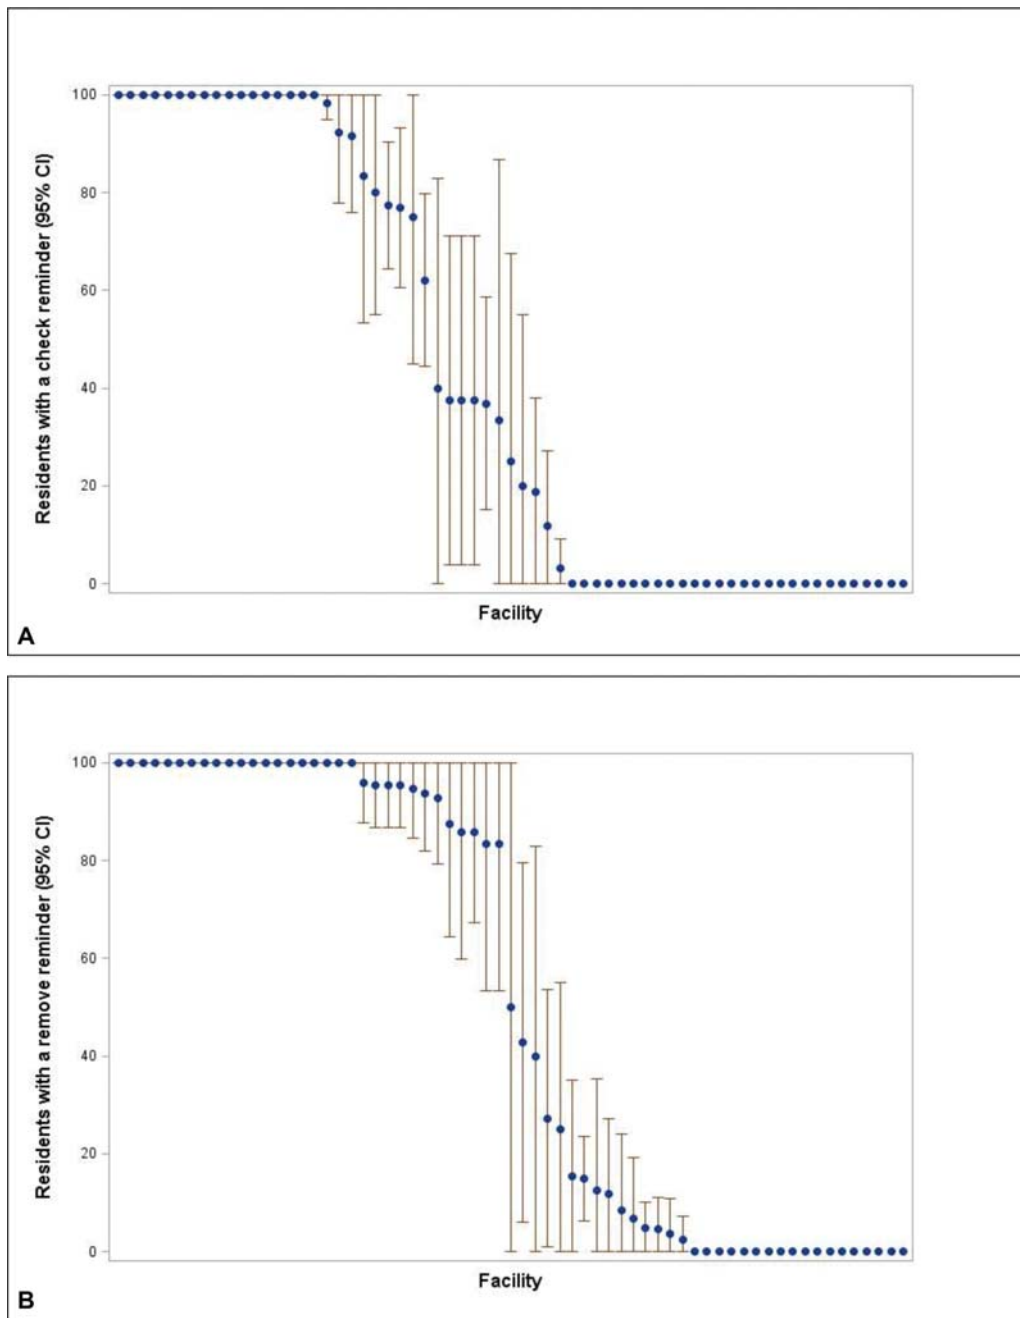 Residents with a check reminder (95% CI)
100
80
60
40
20
0
Facility
A
Residents with a remove reminder (95% CI)
100
80
60
40
20
0
Facility
B